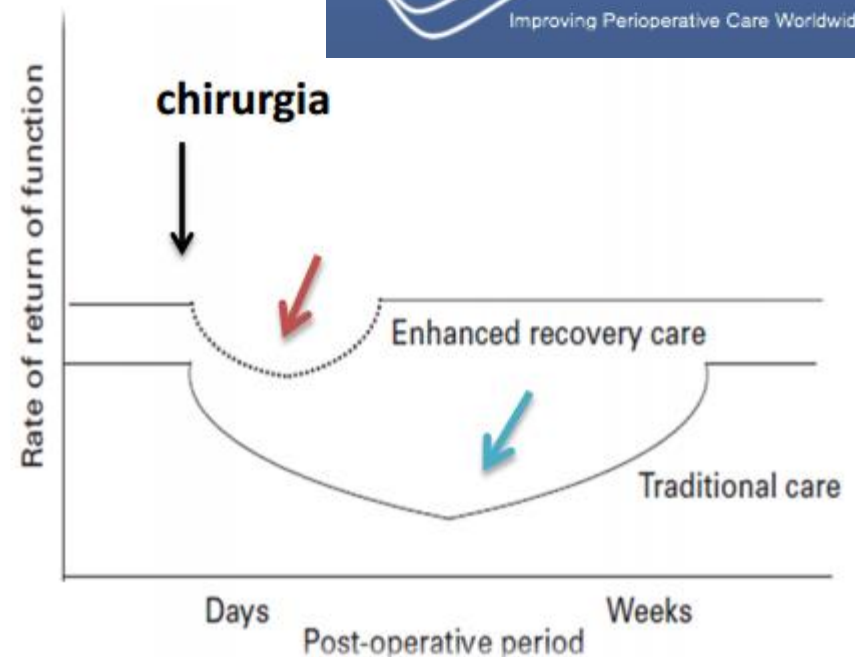 Improving Perioperative Care
chirurgia
Rate of return of function
Enhanced recovery care
Traditional care
Days
Weeks
Post-operative period